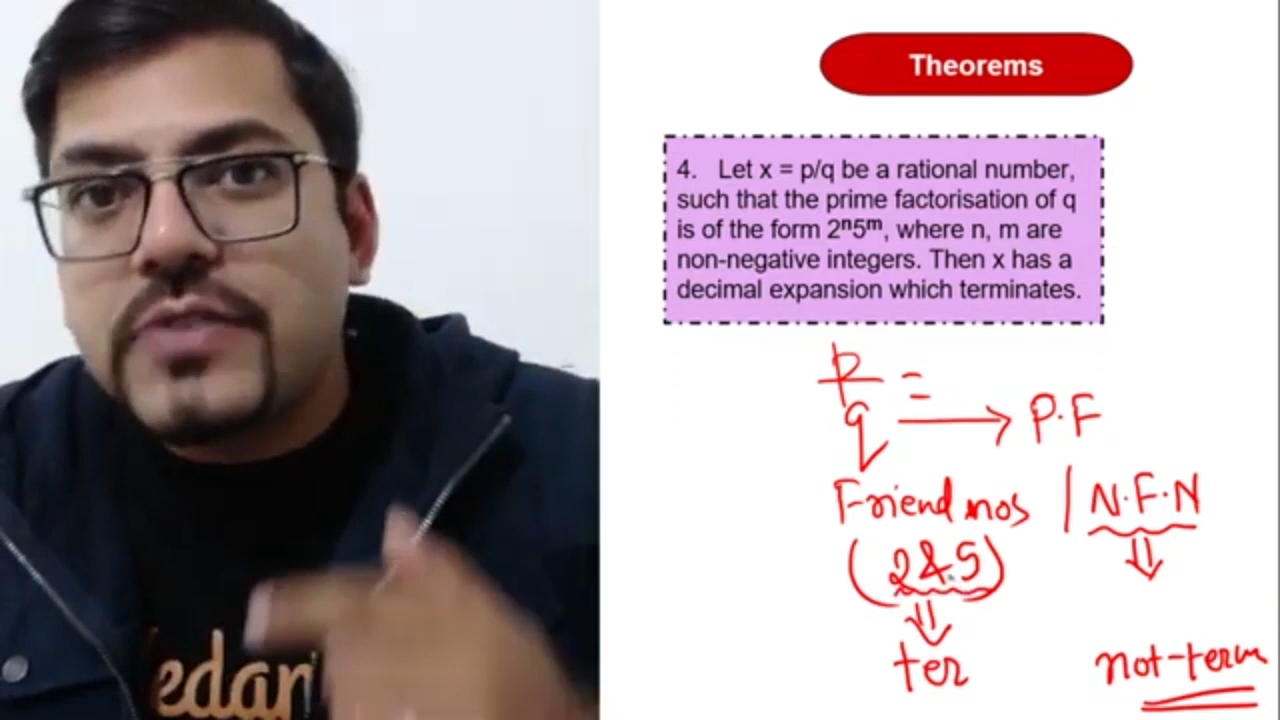 Theorems
4. Let x = p/q be a rational number,
such that the prime factorisation of q
is of the form 2ⁿ5ᵐ, where n, m are
non-negative integers. Then x has a
decimal expansion which terminates.
p =
q → P.F
Friend nos | N.F.N
(2&5)
ter
not-term
edan